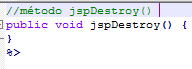 //método jspDestroy()
public void jspDestroy() {
}
%>